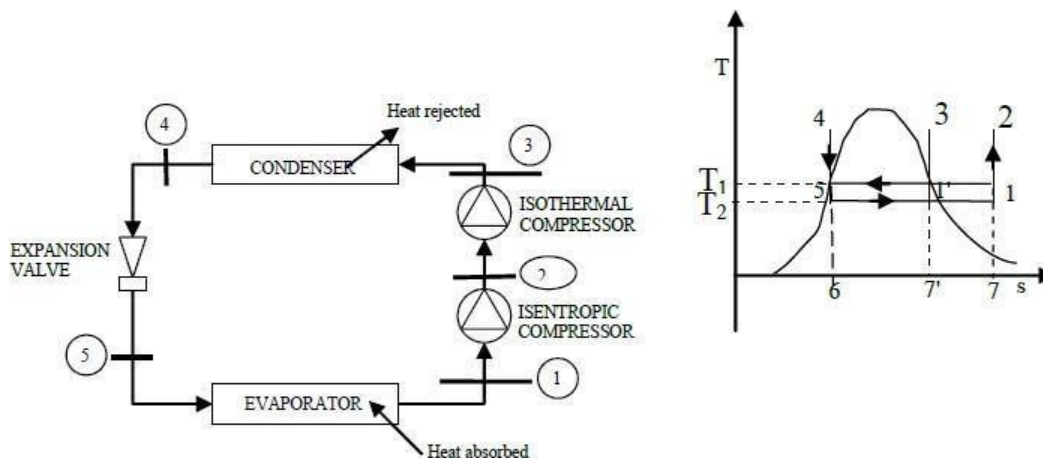 4
Heat rejected
CONDENSER
3
ISOTHERMAL
COMPRESSOR
EXPANSION
VALVE
2
ISENTROPIC
COMPRESSOR
5
EVAPORATOR
1
Heat absorbed
T
4
3
2
T1
5
1'
1
T2
6
7'
7
s